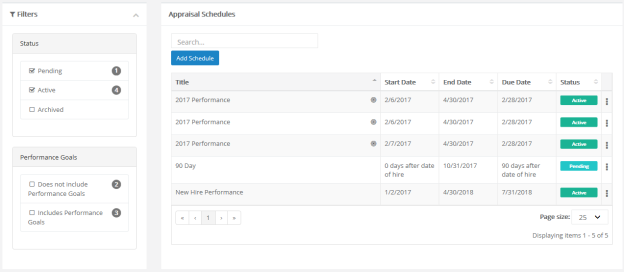 Filters
Status
Pending 1
Active 4
Archived
Performance Goals
Does not include
Performance Goals 2
Includes Performance
Goals 3
Appraisal Schedules
Search...
Add Schedule
Title Start Date End Date Due Date Status
2017 Performance 2/6/2017 4/30/2017 2/28/2017 Active
2017 Performance 2/6/2017 4/30/2017 2/28/2017 Active
2017 Performance 2/7/2017 4/30/2017 2/28/2017 Active
90 Day 0 days after date 10/31/2017 90 days after Pending
of hire date of hire
New Hire Performance 1/2/2017 4/30/2018 7/31/2018 Active
« ‹ 1 › » Page size: 25
Displaying items 1 - 5 of 5